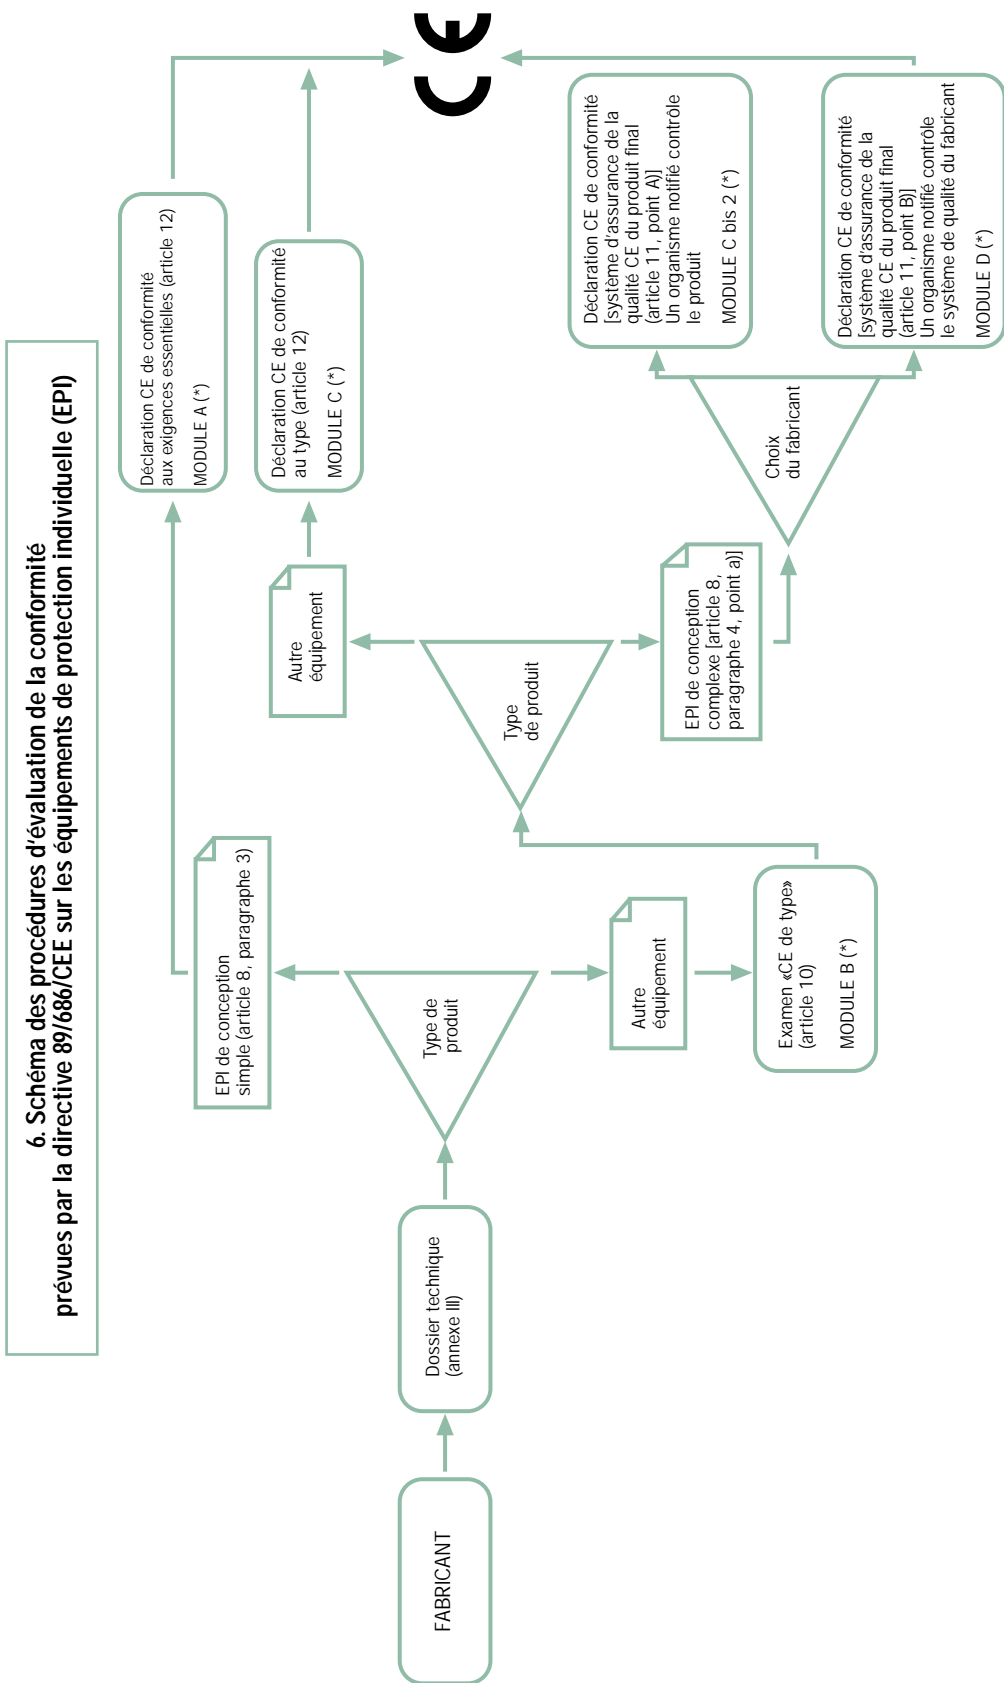 6. Schéma des procédures d'évaluation de la conformité
prévues par la directive 89/686/CEE sur les équipements de protection individuelle (EPI)
FABRICANT
Dossier technique
(annexe III)
Type de
produit
EPI de conception
simple (article 8, paragraphe 3)
Autre
équipement
Examen «CE de type»
(article 10)
MODULE B (*)
Type
de produit
Autre
équipement
EPI de conception
complexe [article 8,
paragraphe 4, point a)]
Choix
du fabricant
Déclaration CE de conformité
aux exigences essentielles (article 12)
MODULE A (*)
Déclaration CE de conformité
au type (article 12)
MODULE C (*)
Déclaration CE de conformité
[système d'assurance de la
qualité CE du produit final
(article 11, point A)]
Un organisme notifié contrôle
le produit
MODULE C bis 2 (*)
Déclaration CE de conformité
[système d'assurance de la
qualité CE du produit final
(article 11, point B)]
Un organisme notifié contrôle
le système de qualité du fabricant
MODULE D (*)
CE